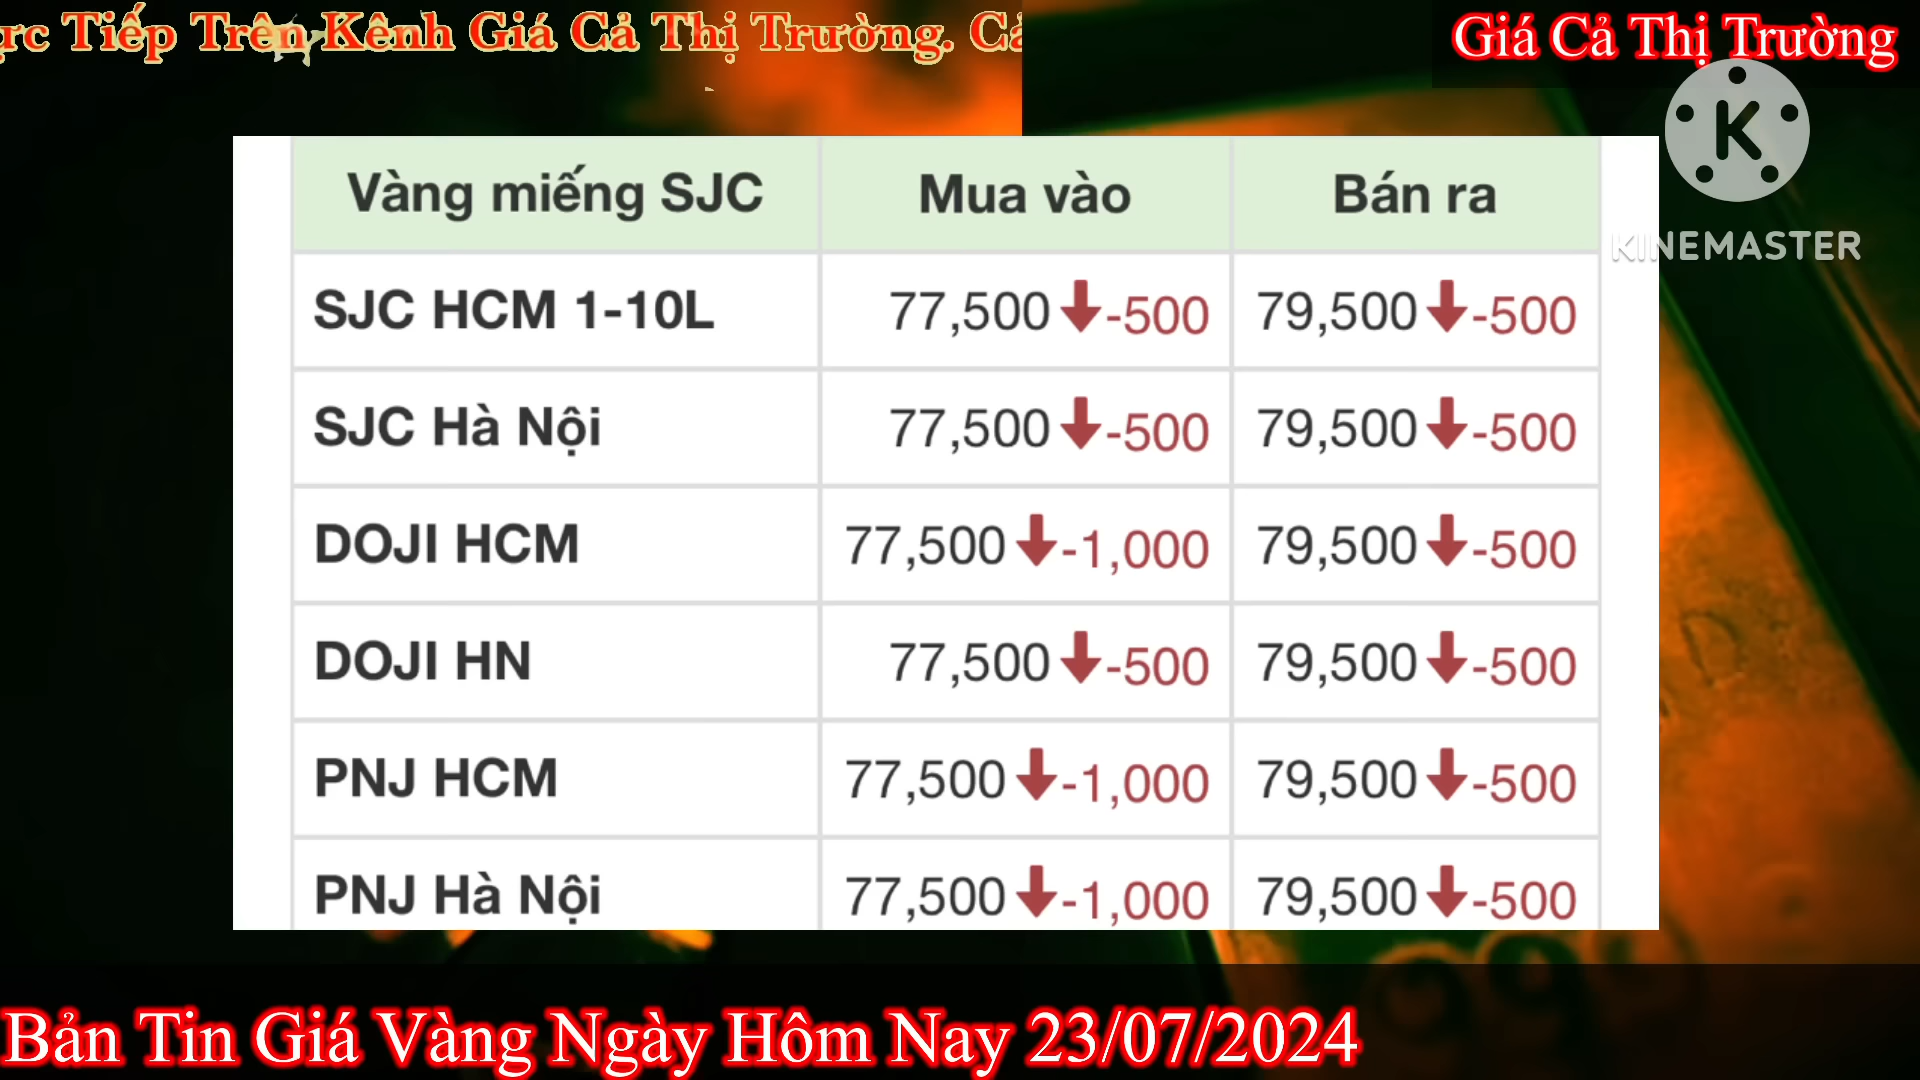 Tiếp Trên Kênh Giá Cả Thị Trường.
Giá Cả Thị Trường
K
KINEMASTER
Vàng miếng SJC Mua vào Bán ra
SJC HCM 1-10L 77,500 -500 79,500 -500
SJC Hà Nội 77,500 -500 79,500 -500
DOJI HCM 77,500 -1,000 79,500 -500
DOJI HN 77,500 -500 79,500 -500
PNJ HCM 77,500 -1,000 79,500 -500
PNJ Hà Nội 77,500 -1,000 79,500 -500
Bản Tin Giá Vàng Ngày Hôm Nay 23/07/2024